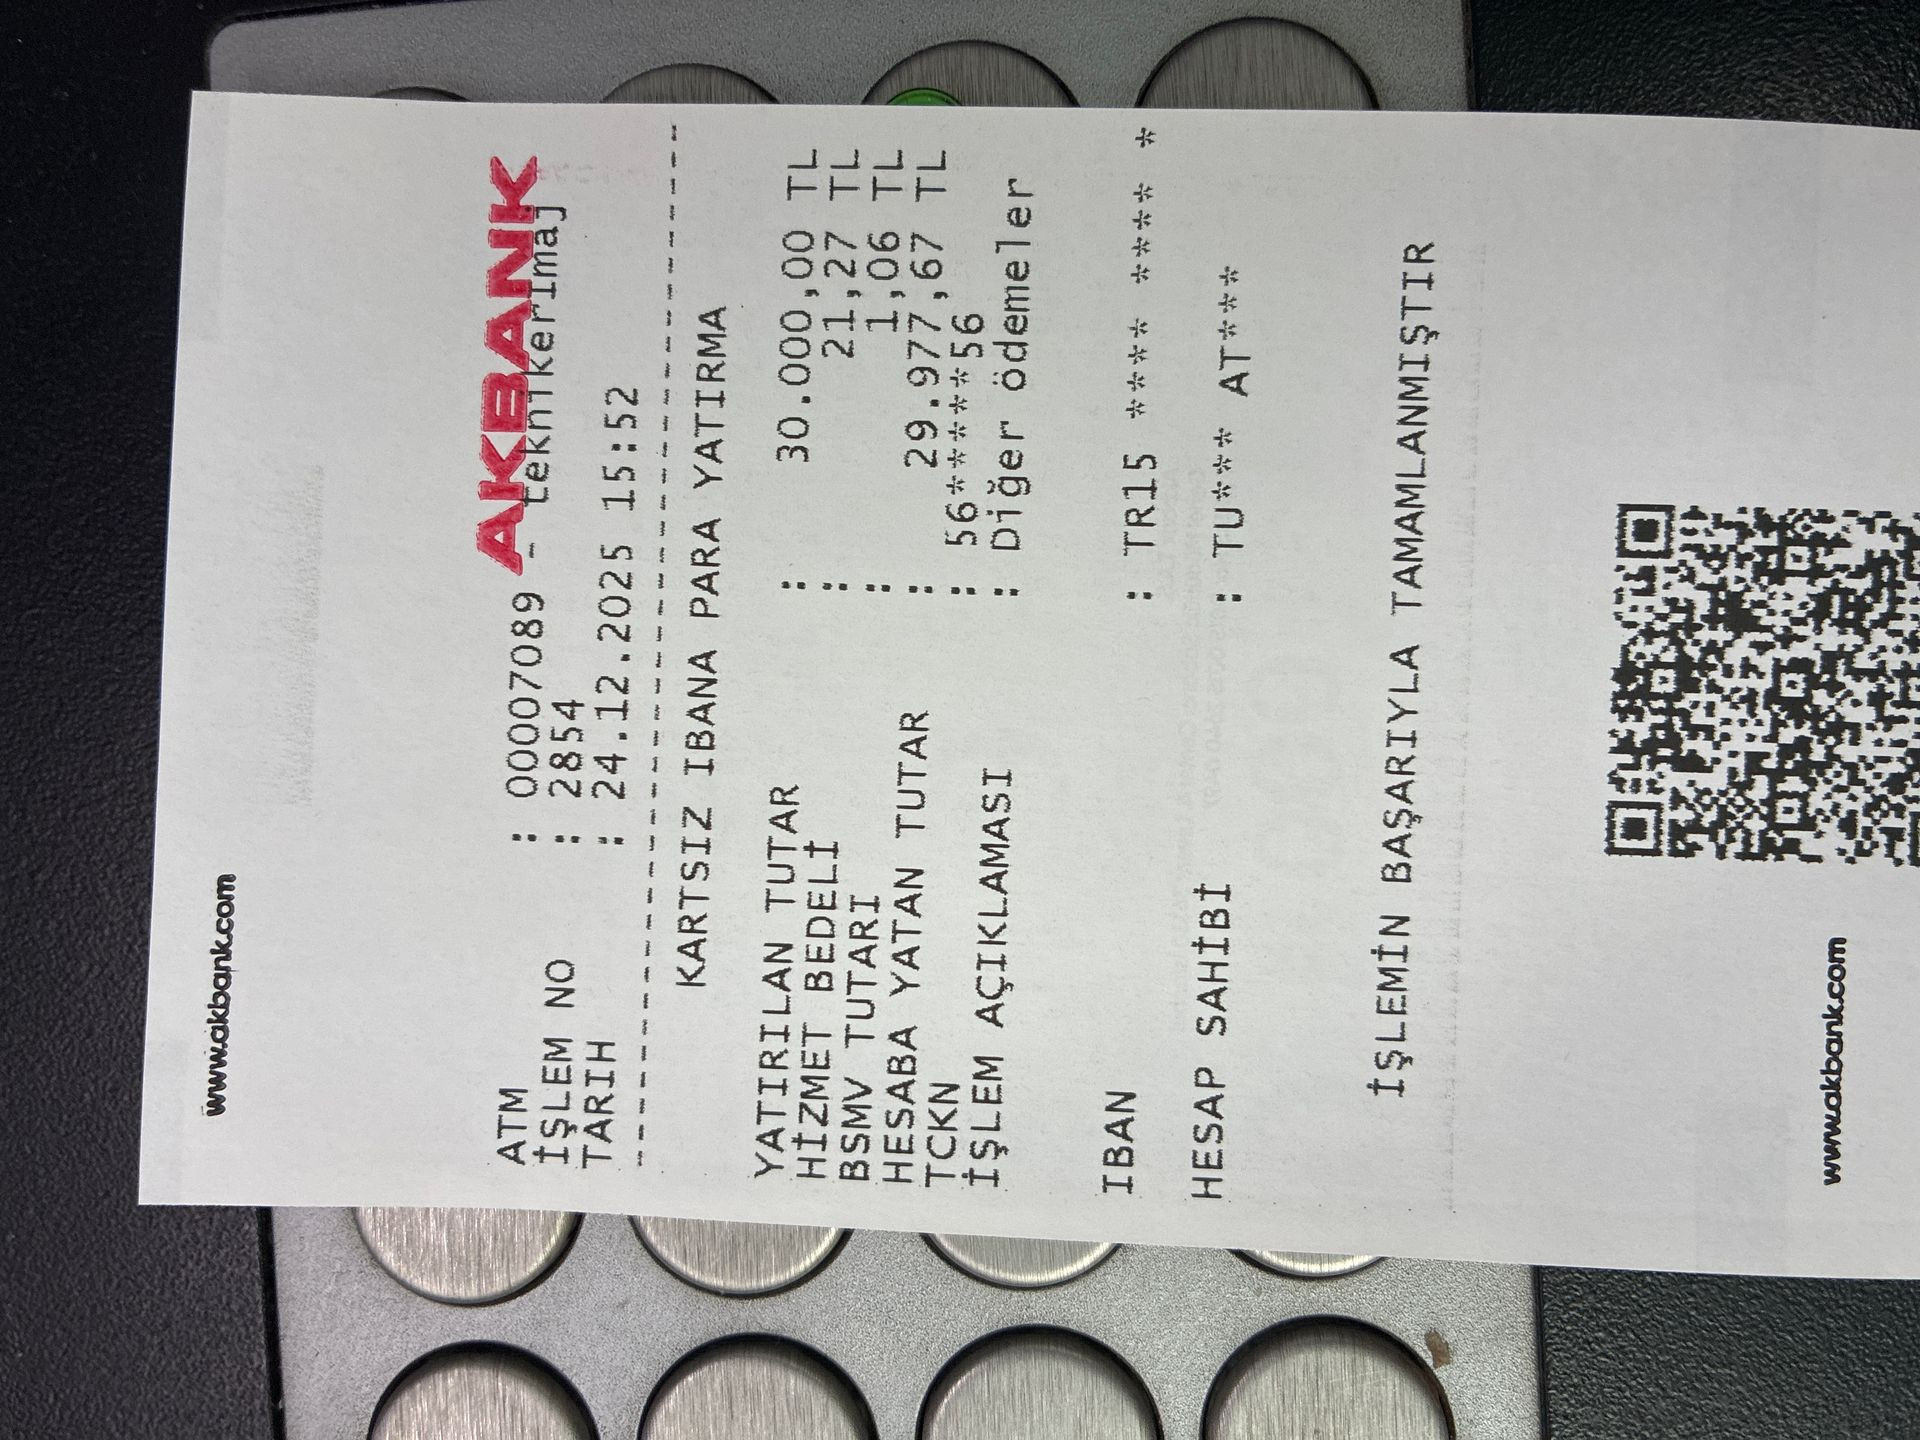 www.akbank.com
AKBANK
ATM : 00007089 - teknikerimaj
İŞLEM NO : 2854
TARIH : 24.12.2025 15:52
--------------------------------
KARTSIZ IBANA PARA YATIRMA
YATIRILAN TUTAR : 30.000,00 TL
HİZMET BEDELİ : 21,27 TL
BSMV TUTARI : 1,06 TL
HESABA YATAN TUTAR : 29.977,67 TL
TCKN : 56*******56
İŞLEM AÇIKLAMASI : Diğer ödemeler
IBAN : TR15 **** **** **** *
HESAP SAHİBİ : TU*** AT****
İŞLEMİN BAŞARIYLA TAMAMLANMIŞTIR
www.akbank.com